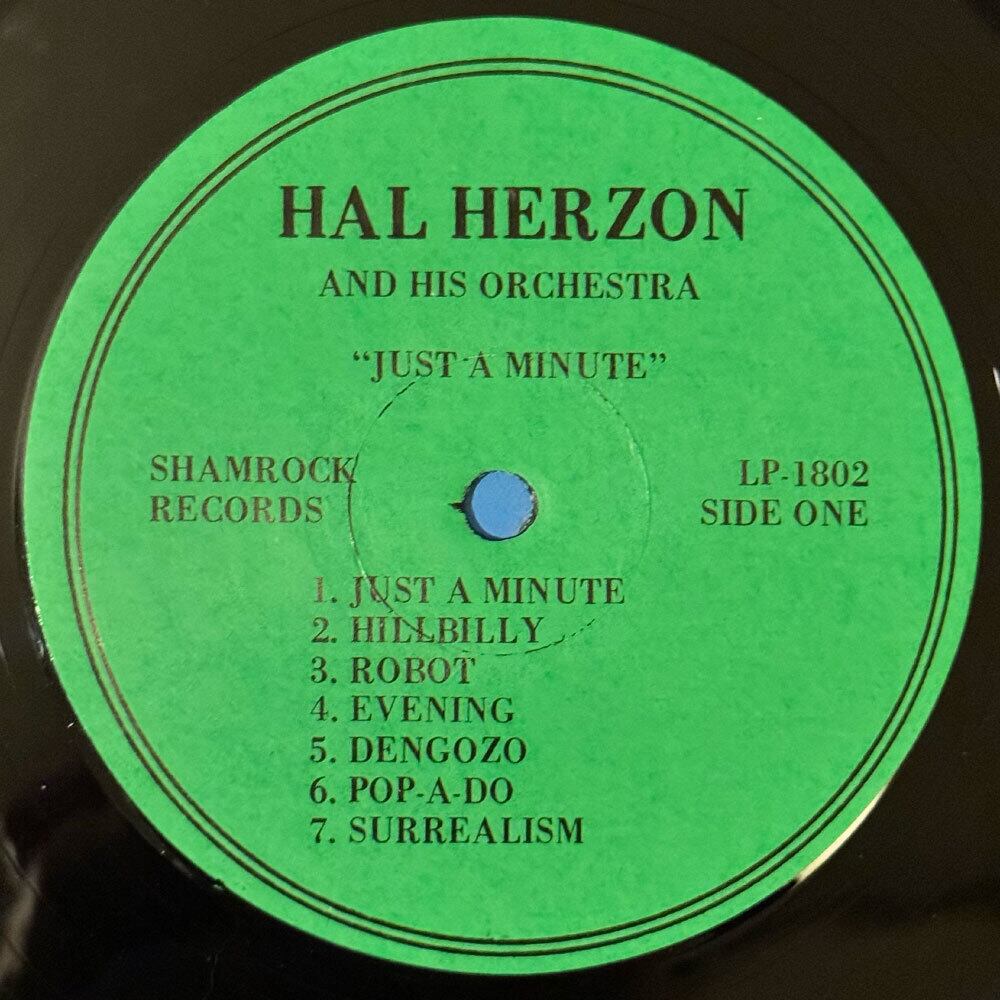 HAL HERZON
AND HIS ORCHESTRA
“JUST A MINUTE”
SHAMROCK
RECORDS
LP-1802
SIDE ONE
1. JUST A MINUTE
2. HILLBILLY
3. ROBOT
4. EVENING
5. DENGOZO
6. POP-A-DO
7. SURREALISM